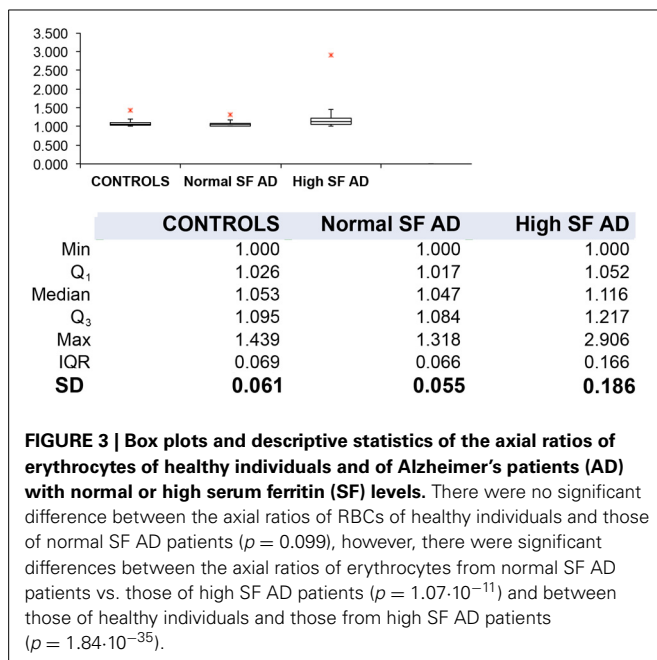 3.500
3.000
2.500
2.000
1.500
1.000
0.500
0.000
CONTROLS Normal SF AD High SF AD
CONTROLS Normal SF AD High SF AD
Min 1.000 1.000 1.000
Q₁ 1.026 1.017 1.052
Median 1.053 1.047 1.116
Q₃ 1.095 1.084 1.217
Max 1.439 1.318 2.906
IQR 0.069 0.066 0.166
SD 0.061 0.055 0.186
FIGURE 3 | Box plots and descriptive statistics of the axial ratios of
erythrocytes of healthy individuals and of Alzheimer's patients (AD)
with normal or high serum ferritin (SF) levels. There were no significant
difference between the axial ratios of RBCs of healthy individuals and those
of normal SF AD patients (p = 0.099), however, there were significant
differences between the axial ratios of erythrocytes from normal SF AD
patients vs. those of high SF AD patients (p = 1.07·10⁻¹¹) and between
those of healthy individuals and those from high SF AD patients
(p = 1.84·10⁻³⁵).